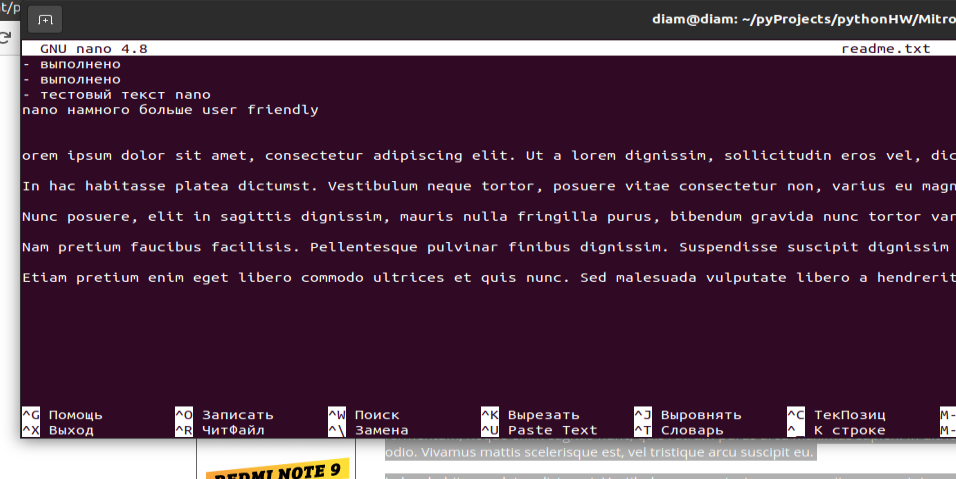 diam@diam: ~/pyProjects/pythonHW/Mitro
GNU nano 4.8 readme.txt
- выполнено
- выполнено
- тестовый текст nano
nano намного больше user friendly
orem ipsum dolor sit amet, consectetur adipiscing elit. Ut a lorem dignissim, sollicitudin eros vel, dic
In hac habitasse platea dictumst. Vestibulum neque tortor, posuere vitae consectetur non, varius eu magn
Nunc posuere, elit in sagittis dignissim, mauris nulla fringilla purus, bibendum gravida nunc tortor var
Nam pretium faucibus facilisis. Pellentesque pulvinar finibus dignissim. Suspendisse suscipit dignissim
Etiam pretium enim eget libero commodo ultrices et quis nunc. Sed malesuada vulputate libero a hendrerit
^G Помощь ^O Записать ^W Поиск ^K Вырезать ^J Выровнять ^C ТекПозиц M-
^X Выход ^R ЧитФайл ^\ Замена ^U Paste Text ^T Словарь ^_ К строке M-
odio. Vivamus mattis scelerisque est, vel tristique arcu suscipit eu.
REDMI NOTE 9